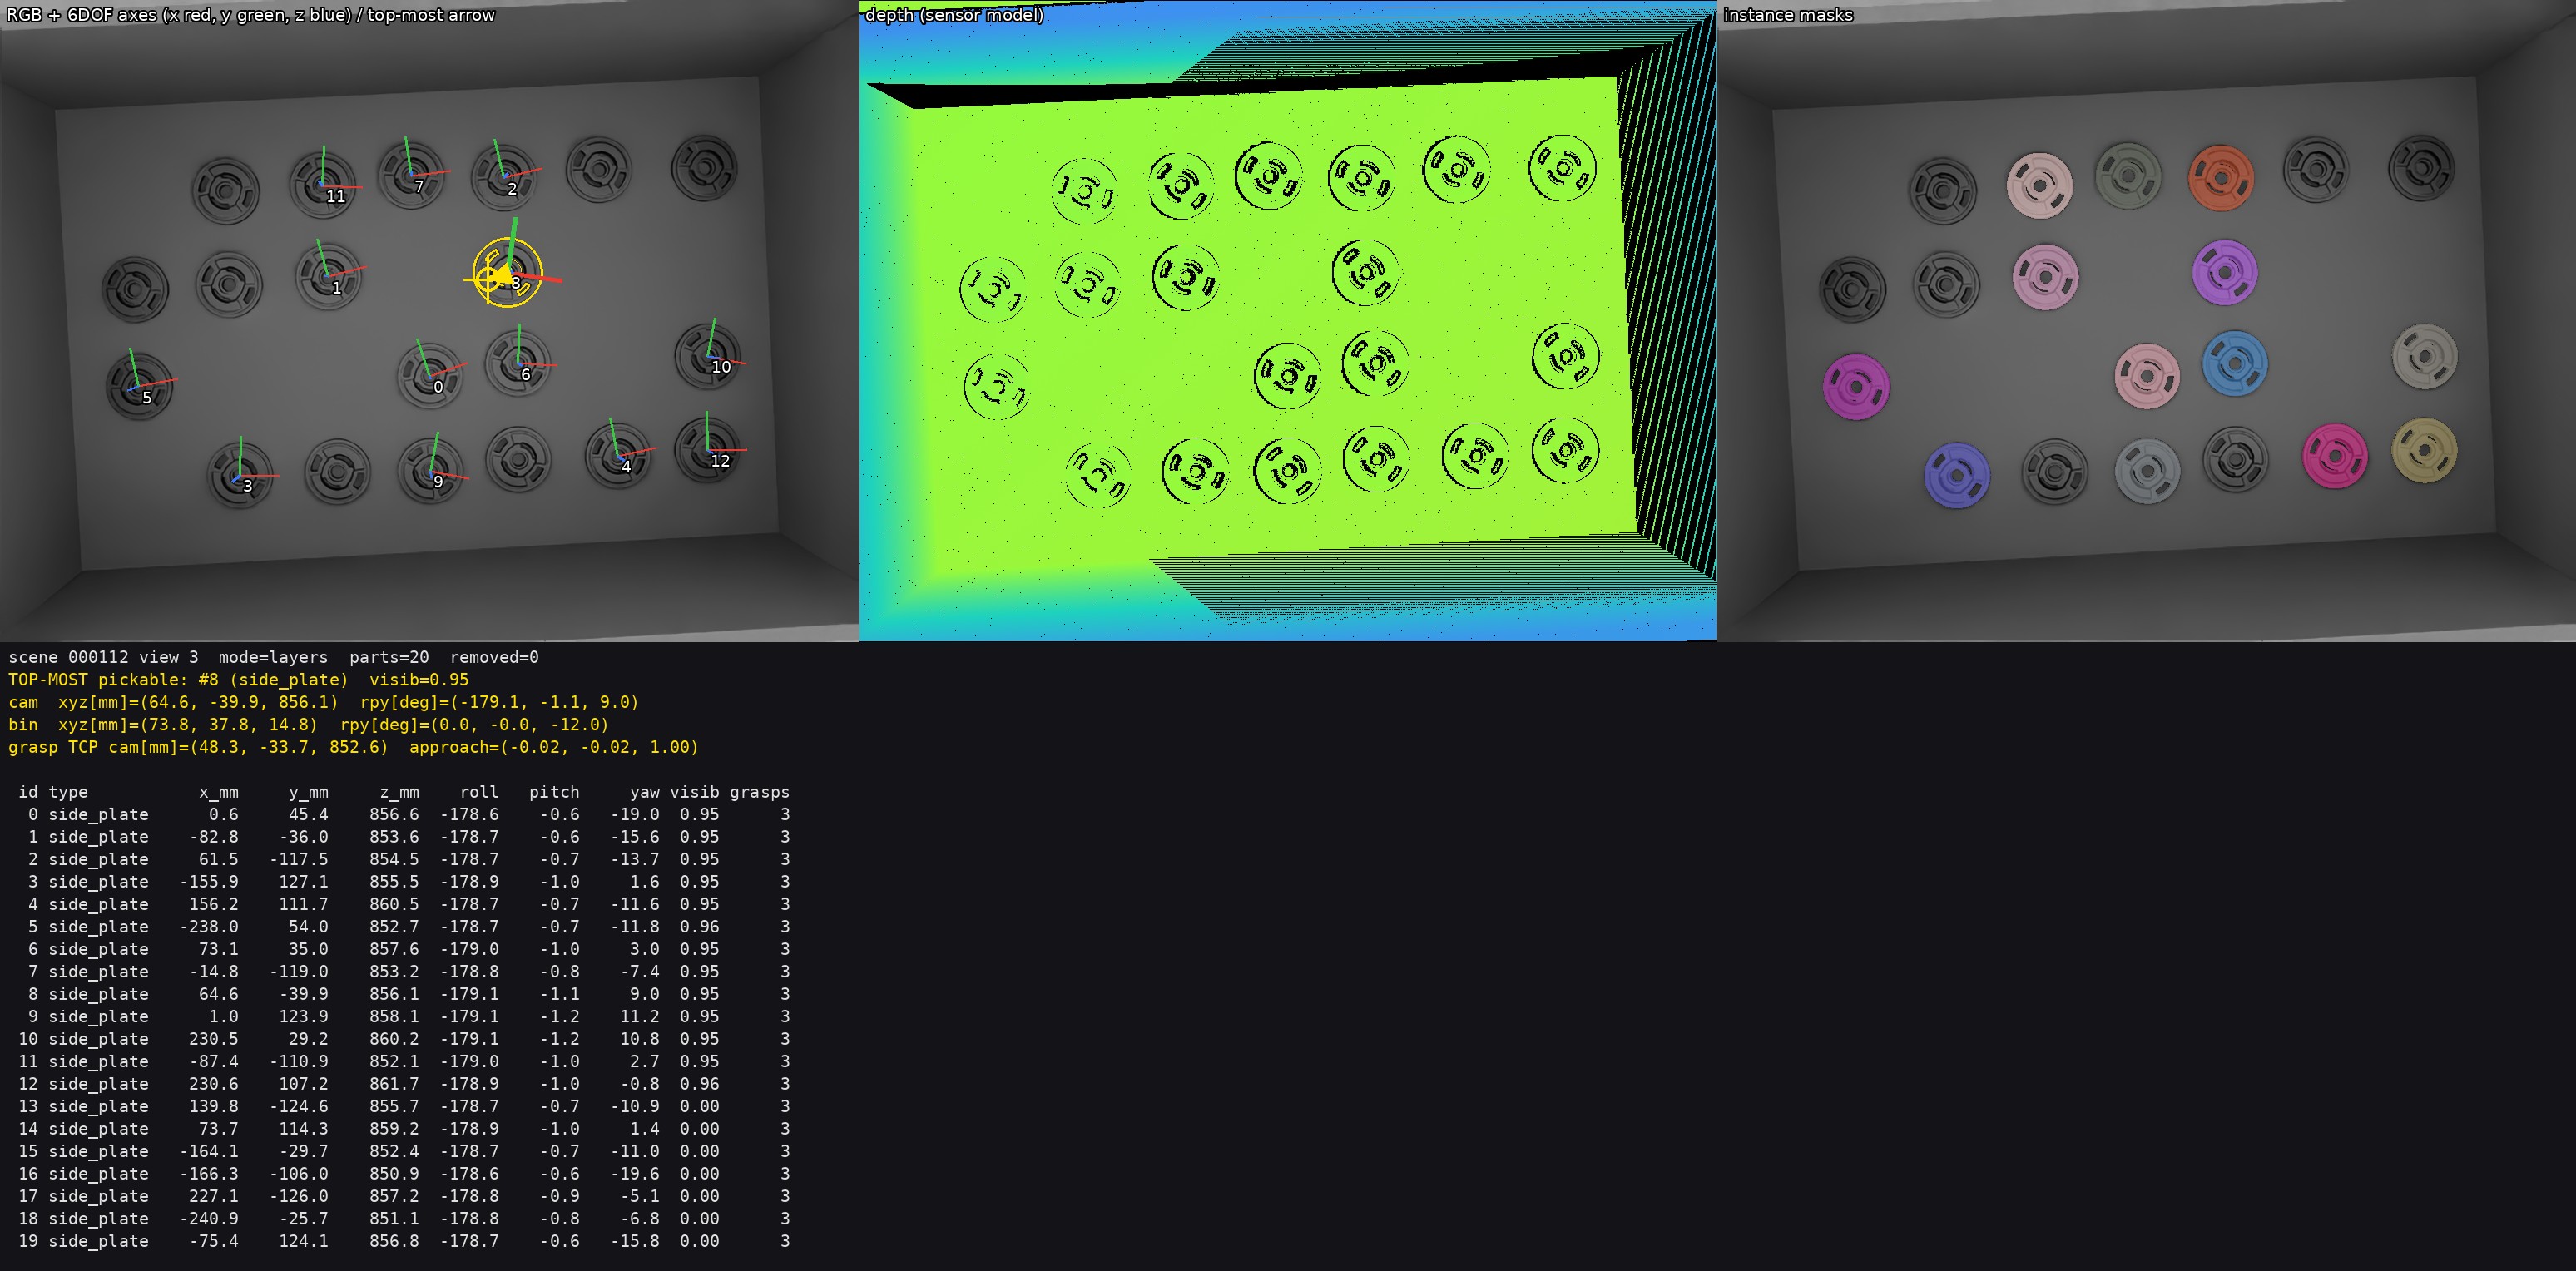 RGB + 6DOF axes (x red, y green, z blue) / top-most arrow
depth (sensor model)
instance masks
11
7
2
1
8
5
0
6
10
3
9
4
12
scene 000112 view 3  mode=layers  parts=20  removed=0
TOP-MOST pickable: #8 (side_plate)  visib=0.95
cam  xyz[mm]=(64.6, -39.9, 856.1)  rpy[deg]=(-179.1, -1.1, 9.0)
bin  xyz[mm]=(73.8, 37.8, 14.8)  rpy[deg]=(0.0, -0.0, -12.0)
grasp TCP cam[mm]=(48.3, -33.7, 852.6)  approach=(-0.02, -0.02, 1.00)
id type x_mm y_mm z_mm roll pitch yaw visib grasps
0 side_plate 0.6 45.4 856.6 -178.6 -0.6 -19.0 0.95 3
1 side_plate -82.8 -36.0 853.6 -178.7 -0.6 -15.6 0.95 3
2 side_plate 61.5 -117.5 854.5 -178.7 -0.7 -13.7 0.95 3
3 side_plate -155.9 127.1 855.5 -178.9 -1.0 1.6 0.95 3
4 side_plate 156.2 111.7 860.5 -178.7 -0.7 -11.6 0.95 3
5 side_plate -238.0 54.0 852.7 -178.7 -0.7 -11.8 0.96 3
6 side_plate 73.1 35.0 857.6 -179.0 -1.0 3.0 0.95 3
7 side_plate -14.8 -119.0 853.2 -178.8 -0.8 -7.4 0.95 3
8 side_plate 64.6 -39.9 856.1 -179.1 -1.1 9.0 0.95 3
9 side_plate 1.0 123.9 858.1 -179.1 -1.2 11.2 0.95 3
10 side_plate 230.5 29.2 860.2 -179.1 -1.2 10.8 0.95 3
11 side_plate -87.4 -110.9 852.1 -179.0 -1.0 2.7 0.95 3
12 side_plate 230.6 107.2 861.7 -178.9 -1.0 -0.8 0.96 3
13 side_plate 139.8 -124.6 855.7 -178.7 -0.7 -10.9 0.00 3
14 side_plate 73.7 114.3 859.2 -178.9 -1.0 1.4 0.00 3
15 side_plate -164.1 -29.7 852.4 -178.7 -0.7 -11.0 0.00 3
16 side_plate -166.3 -106.0 850.9 -178.6 -0.6 -19.6 0.00 3
17 side_plate 227.1 -126.0 857.2 -178.8 -0.9 -5.1 0.00 3
18 side_plate -240.9 -25.7 851.1 -178.8 -0.8 -6.8 0.00 3
19 side_plate -75.4 124.1 856.8 -178.7 -0.6 -15.8 0.00 3